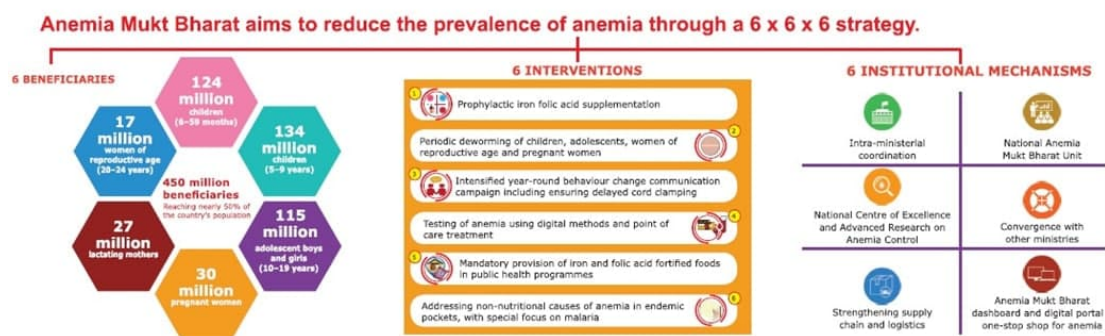 Anemia Mukt Bharat aims to reduce the prevalence of anemia through a 6 x 6 x 6 strategy.
6 BENEFICIARIES
124
million
children
(6-59 months)
17
million
women of
reproductive age
(20-24 years)
134
million
children
(5-9 years)
450 million
beneficiaries
Reaching nearly 50% of
the country's population
27
million
lactating mothers
115
million
adolescent boys
and girls
(10-19 years)
30
million
pregnant women
6 INTERVENTIONS
1
Prophylactic iron folic acid supplementation
Periodic deworming of children, adolescents, women of
reproductive age and pregnant women
2
3
Intensified year-round behaviour change communication
campaign including ensuring delayed cord clamping
Testing of anemia using digital methods and point of
care treatment
4
5
Mandatory provision of iron and folic acid fortified foods
in public health programmes
Addressing non-nutritional causes of anemia in endemic
pockets, with special focus on malaria
6
6 INSTITUTIONAL MECHANISMS
Intra-ministerial
coordination
National Anemia
Mukt Bharat Unit
National Centre of Excellence
and Advanced Research on
Anemia Control
Convergence with
other ministries
Strengthening supply
chain and logistics
Anemia Mukt Bharat
dashboard and digital portal
one-stop shop for anemia